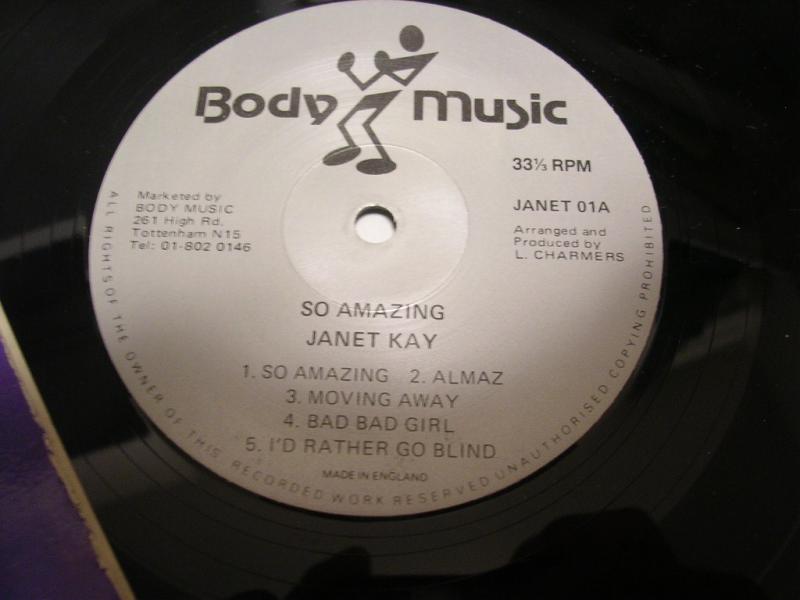 Body Music
33⅓ RPM
JANET 01A
Arranged and
Produced by
L. CHARMERS
Marketed by
BODY MUSIC
261 High Rd.
Tottenham N15
Tel: 01-802 0146
SO AMAZING
JANET KAY
1. SO AMAZING 2. ALMAZ
3. MOVING AWAY
4. BAD BAD GIRL
5. I'D RATHER GO BLIND
MADE IN ENGLAND
ALL RIGHTS OF THE OWNER OF THIS RECORDED WORK RESERVED UNAUTHORISED COPYING PROHIBITED